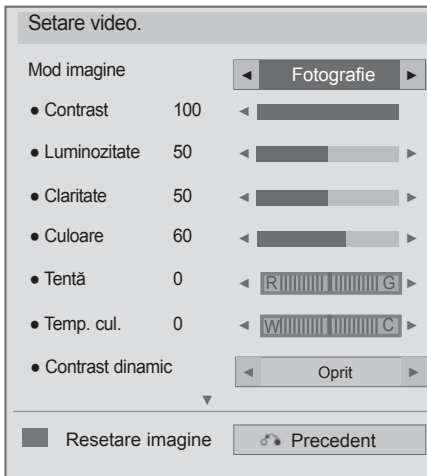 Setare video.
Mod imagine ◄ Fotografie ►
● Contrast 100 ◄
● Luminozitate 50 ◄ ►
● Claritate 50 ◄ ►
● Culoare 60 ◄ ►
● Tentă 0 ◄ R G ►
● Temp. cul. 0 ◄ W C ►
● Contrast dinamic ◄ Oprit ►
▼
Resetare imagine Precedent